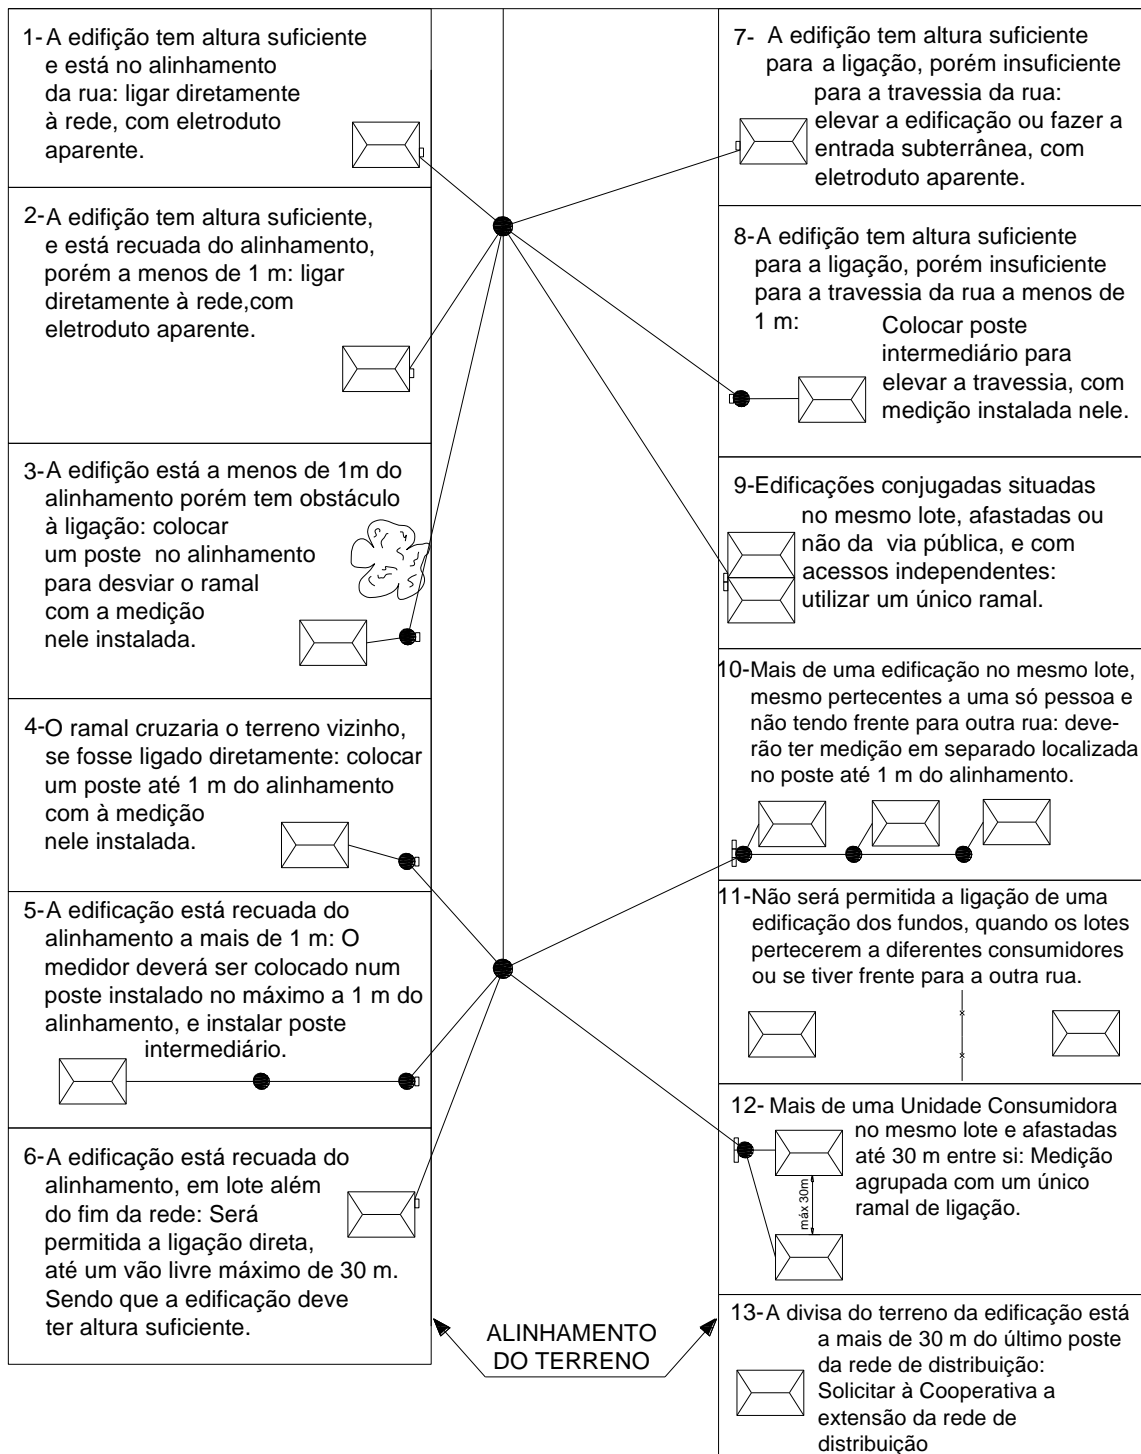 1- A edifição tem altura suficiente
e está no alinhamento
da rua: ligar diretamente
à rede, com eletroduto
aparente.
2-A edifição tem altura suficiente,
e está recuada do alinhamento,
porém a menos de 1 m: ligar
diretamente à rede,com
eletroduto aparente.
3-A edifição está a menos de 1m do
alinhamento porém tem obstáculo
à ligação: colocar
um poste no alinhamento
para desviar o ramal
com a medição
nele instalada.
4-O ramal cruzaria o terreno vizinho,
se fosse ligado diretamente: colocar
um poste até 1 m do alinhamento
com à medição
nele instalada.
5-A edificação está recuada do
alinhamento a mais de 1 m: O
medidor deverá ser colocado num
poste instalado no máximo a 1 m do
alinhamento, e instalar poste
intermediário.
6-A edificação está recuada do
alinhamento, em lote além
do fim da rede: Será
permitida a ligação direta,
até um vão livre máximo de 30 m.
Sendo que a edificação deve
ter altura suficiente.
ALINHAMENTO
DO TERRENO
7- A edifição tem altura suficiente
para a ligação, porém insuficiente
para a travessia da rua:
elevar a edificação ou fazer a
entrada subterrânea, com
eletroduto aparente.
8-A edifição tem altura suficiente
para a ligação, porém insuficiente
para a travessia da rua a menos de
1 m: Colocar poste
intermediário para
elevar a travessia, com
medição instalada nele.
9-Edificações conjugadas situadas
no mesmo lote, afastadas ou
não da via pública, e com
acessos independentes:
utilizar um único ramal.
10-Mais de uma edificação no mesmo lote,
mesmo pertecentes a uma só pessoa e
não tendo frente para outra rua: deve-
rão ter medição em separado localizada
no poste até 1 m do alinhamento.
11-Não será permitida a ligação de uma
edificação dos fundos, quando os lotes
pertecerem a diferentes consumidores
ou se tiver frente para a outra rua.
12- Mais de uma Unidade Consumidora
no mesmo lote e afastadas
até 30 m entre si: Medição
agrupada com um único
ramal de ligação.
máx 30m
13-A divisa do terreno da edificação está
a mais de 30 m do último poste
da rede de distribuição:
Solicitar à Cooperativa a
extensão da rede de
distribuição